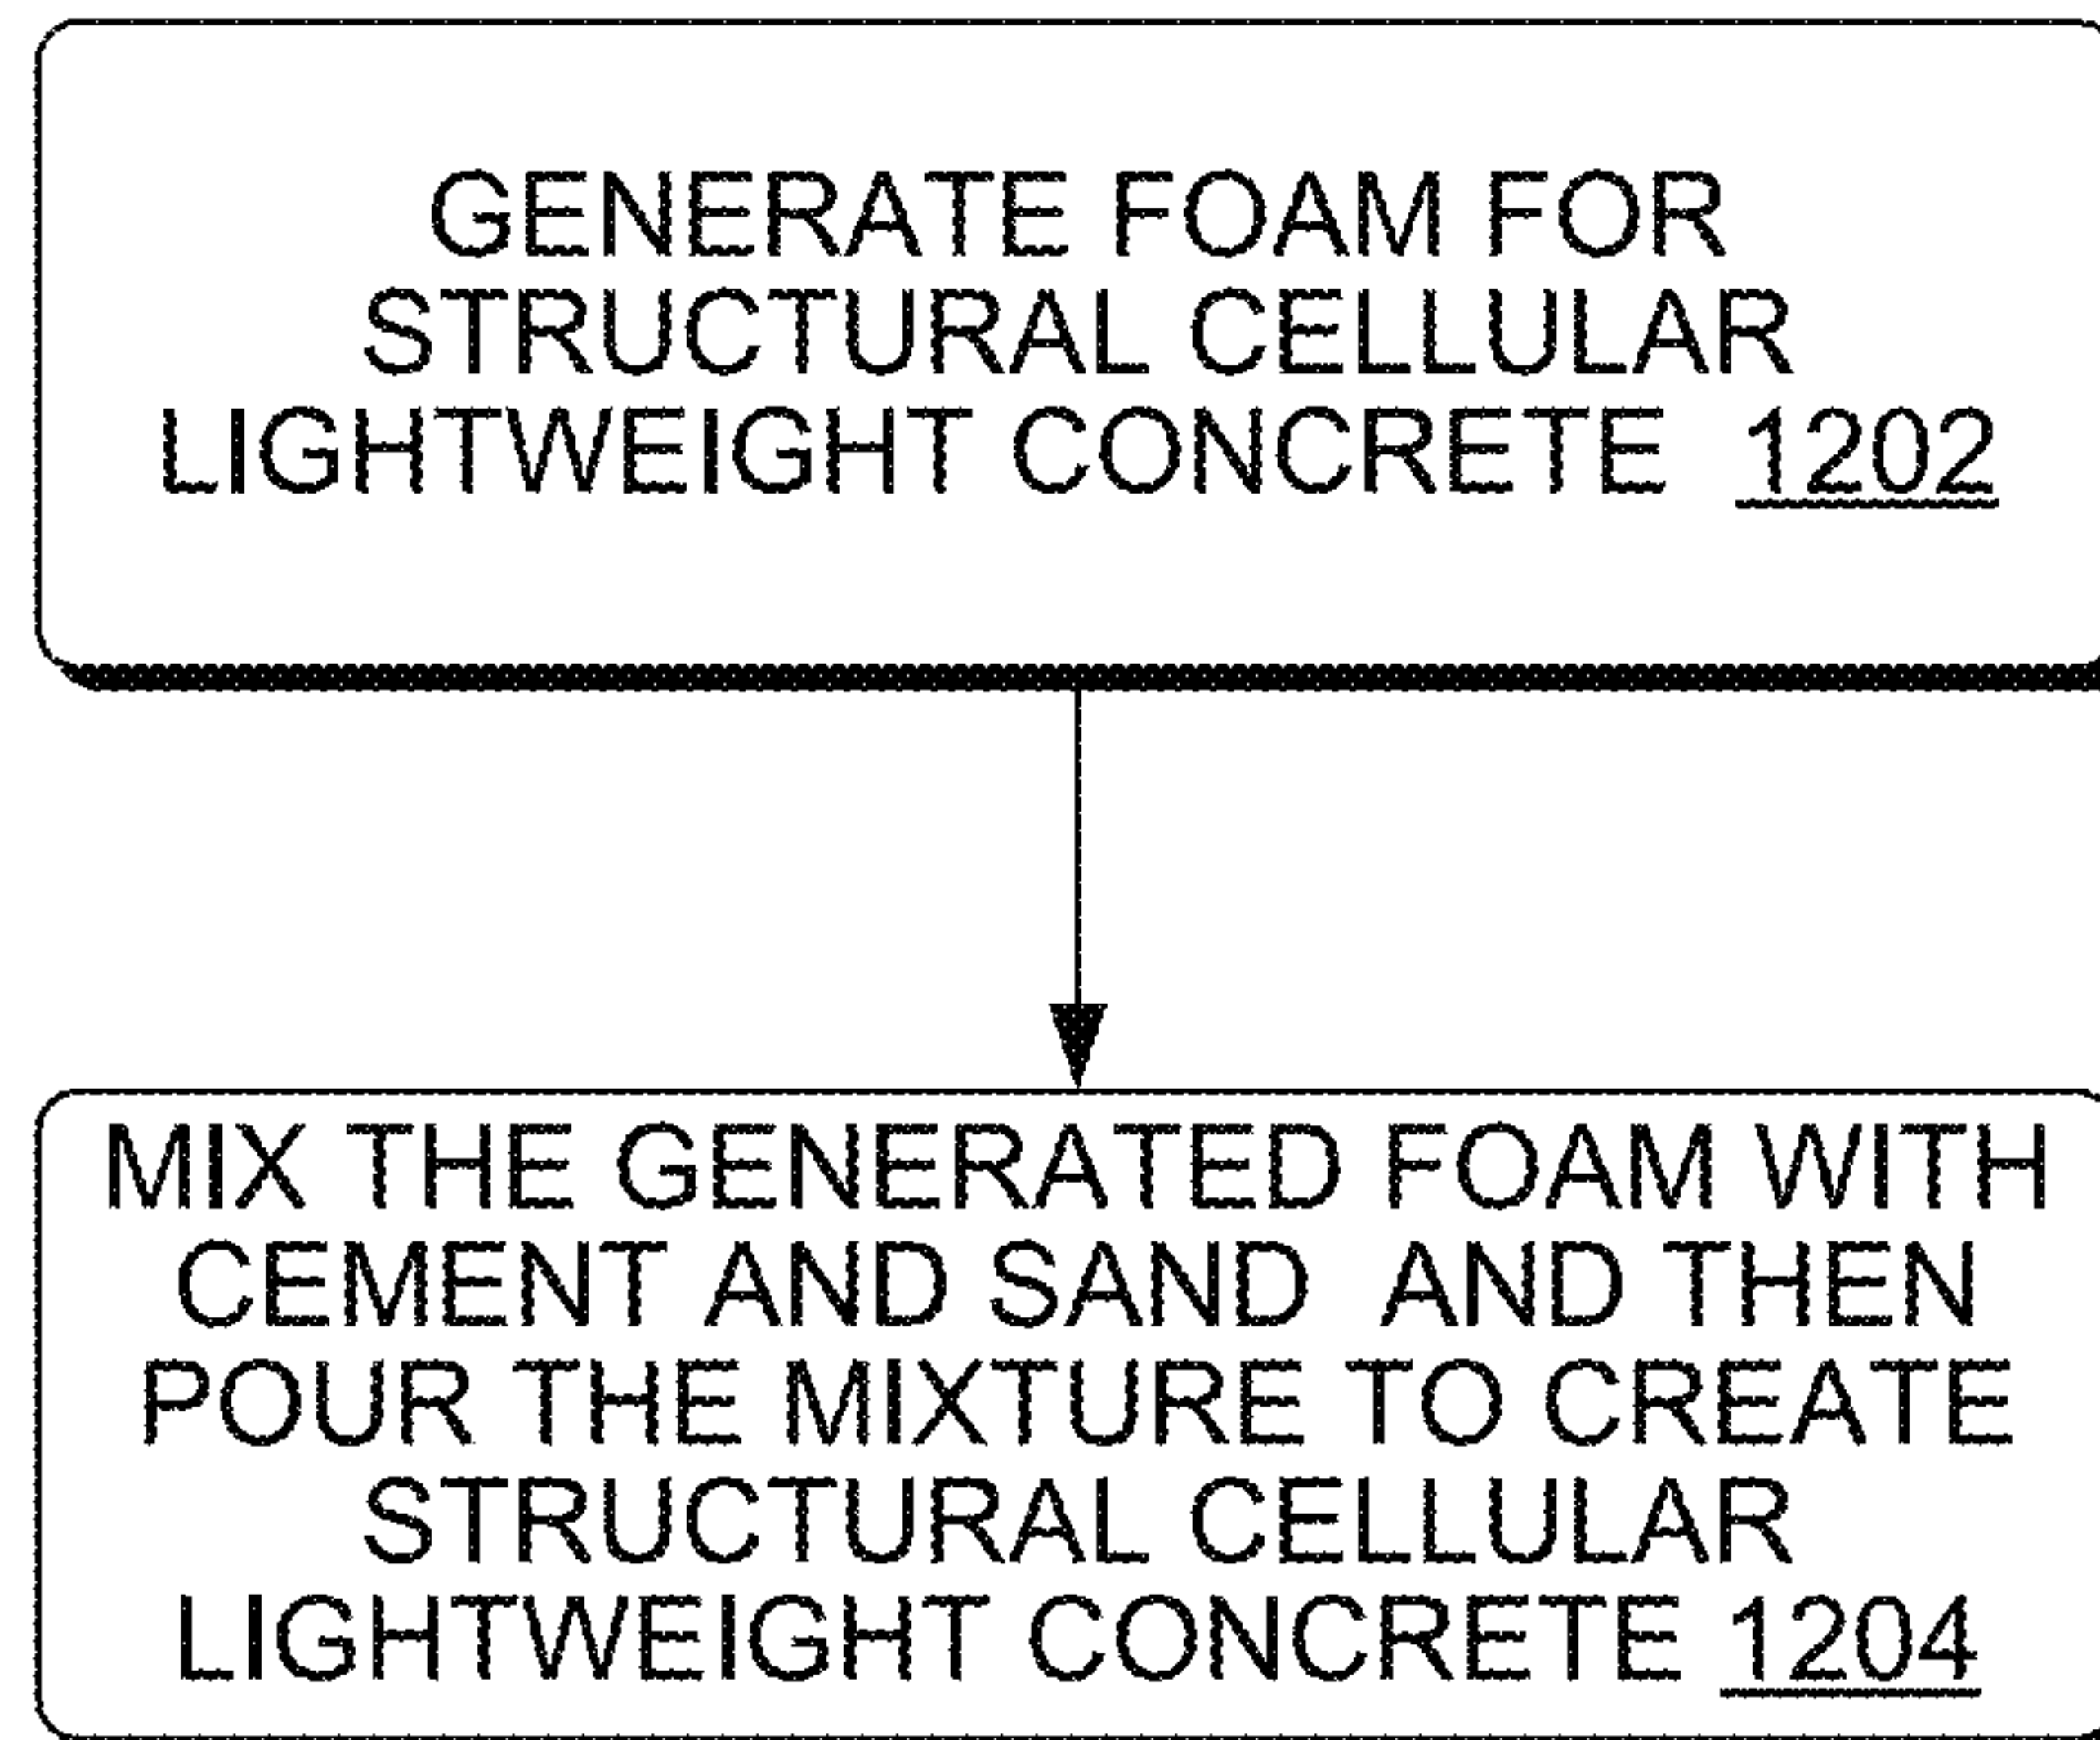 GENERATE FOAM FOR
STRUCTURAL CELLULAR
LIGHTWEIGHT CONCRETE 1202
MIX THE GENERATED FOAM WITH
CEMENT AND SAND AND THEN
POUR THE MIXTURE TO CREATE
STRUCTURAL CELLULAR
LIGHTWEIGHT CONCRETE 1204